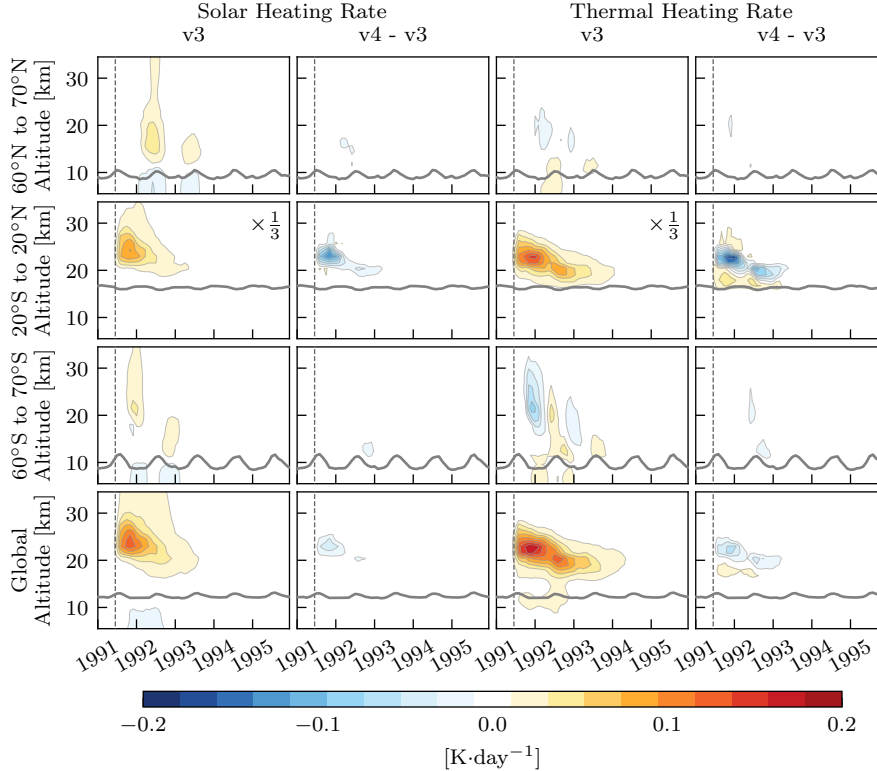 Solar Heating Rate Thermal Heating Rate
v3 v4 - v3 v3 v4 - v3
60°N to 70°N
Altitude [km]
30
20
10
20°S to 20°N
Altitude [km]
30
20
10
× 1/3 × 1/3
60°S to 70°S
Altitude [km]
30
20
10
Global
Altitude [km]
30
20
10
1991 1992 1993 1994 1995 1991 1992 1993 1994 1995 1991 1992 1993 1994 1995 1991 1992 1993 1994 1995
−0.2 −0.1 0.0 0.1 0.2
[K·day⁻¹]